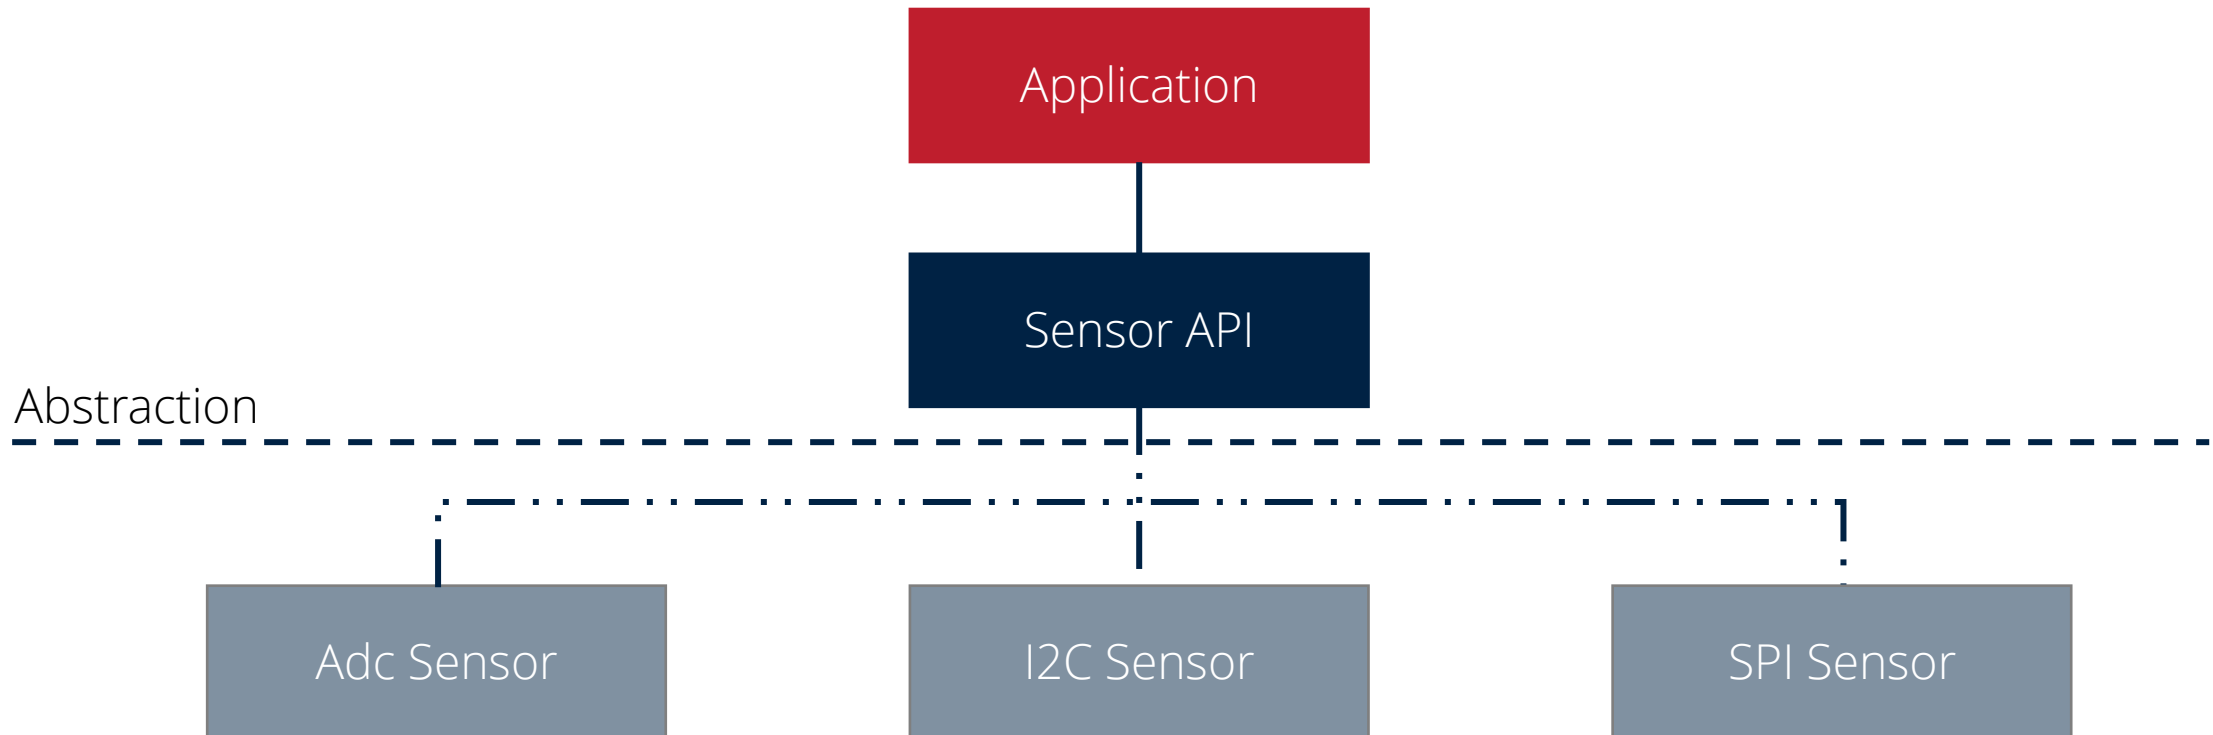 Application
Sensor API
Abstraction
Adc Sensor
I2C Sensor
SPI Sensor